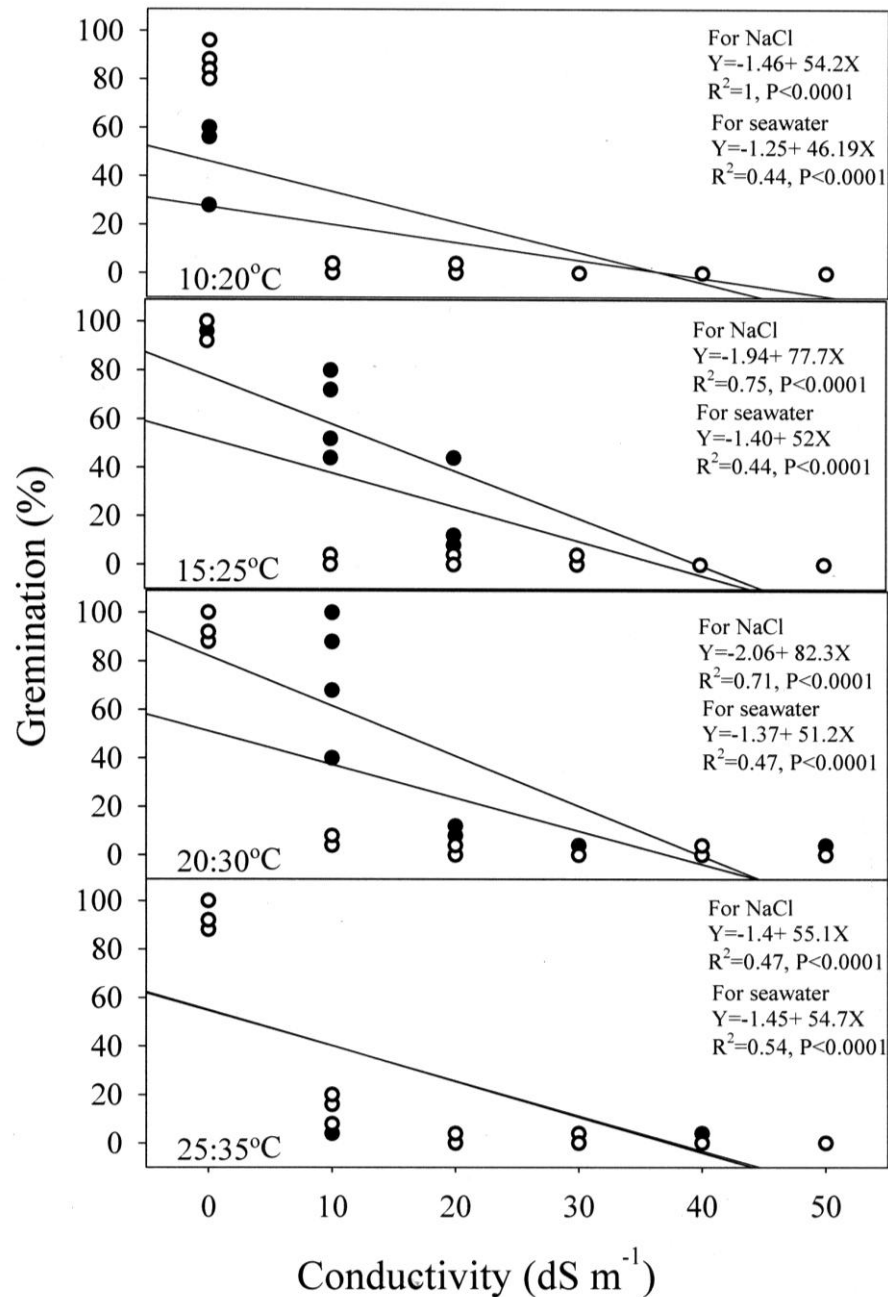 Gremination (%)
100
80
60
40
20
0
10:20°C
For NaCl
Y=-1.46+ 54.2X
R²=1, P<0.0001
For seawater
Y=-1.25+ 46.19X
R²=0.44, P<0.0001
100
80
60
40
20
0
15:25°C
For NaCl
Y=-1.94+ 77.7X
R²=0.75, P<0.0001
For seawater
Y=-1.40+ 52X
R²=0.44, P<0.0001
100
80
60
40
20
0
20:30°C
For NaCl
Y=-2.06+ 82.3X
R²=0.71, P<0.0001
For seawater
Y=-1.37+ 51.2X
R²=0.47, P<0.0001
100
80
60
40
20
0
25:35°C
For NaCl
Y=-1.4+ 55.1X
R²=0.47, P<0.0001
For seawater
Y=-1.45+ 54.7X
R²=0.54, P<0.0001
0 10 20 30 40 50
Conductivity (dS m⁻¹)